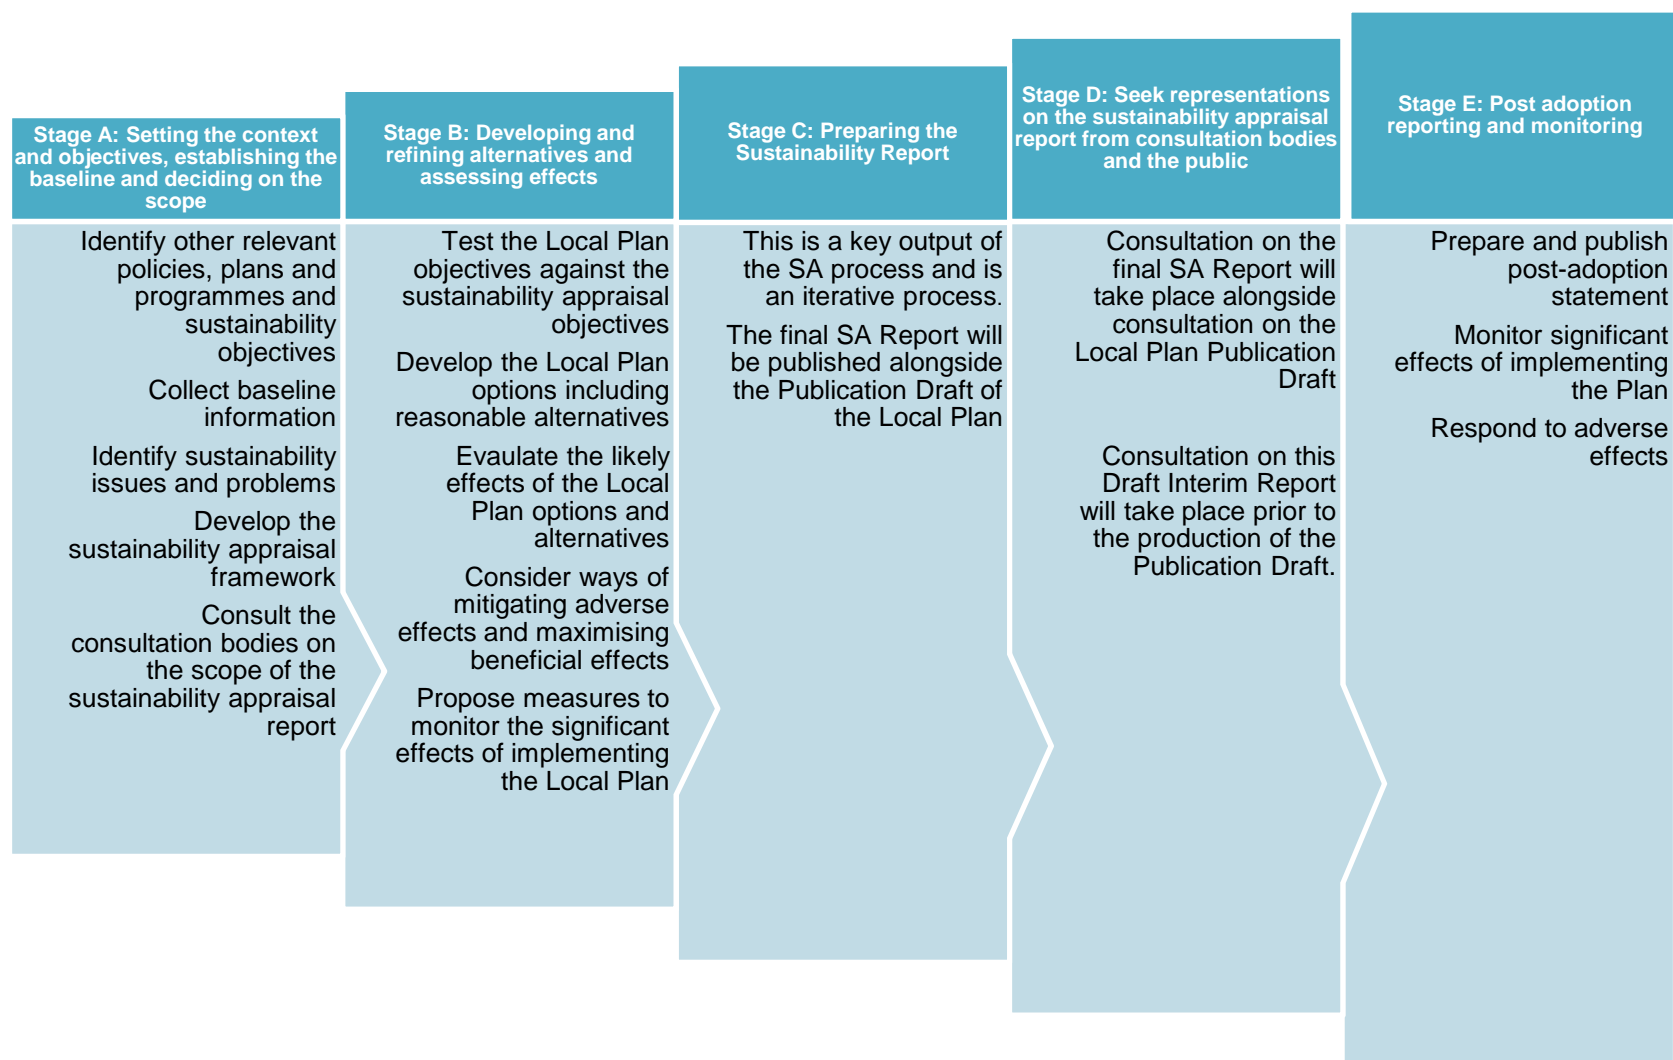 Stage A: Setting the context
and objectives, establishing the
baseline and deciding on the
scope
Identify other relevant
policies, plans and
programmes and
sustainability
objectives
Collect baseline
information
Identify sustainability
issues and problems
Develop the
sustainability appraisal
framework
Consult the
consultation bodies on
the scope of the
sustainability appraisal
report
Stage B: Developing and
refining alternatives and
assessing effects
Test the Local Plan
objectives against the
sustainability appraisal
objectives
Develop the Local Plan
options including
reasonable alternatives
Evaulate the likely
effects of the Local
Plan options and
alternatives
Consider ways of
mitigating adverse
effects and maximising
beneficial effects
Propose measures to
monitor the significant
effects of implementing
the Local Plan
Stage C: Preparing the
Sustainability Report
This is a key output of
the SA process and is
an iterative process.
The final SA Report will
be published alongside
the Publication Draft of
the Local Plan
Stage D: Seek representations
on the sustainability appraisal
report from consultation bodies
and the public
Consultation on the
final SA Report will
take place alongside
consultation on the
Local Plan Publication
Draft
Consultation on this
Draft Interim Report
will take place prior to
the production of the
Publication Draft.
Stage E: Post adoption
reporting and monitoring
Prepare and publish
post-adoption
statement
Monitor significant
effects of implementing
the Plan
Respond to adverse
effects